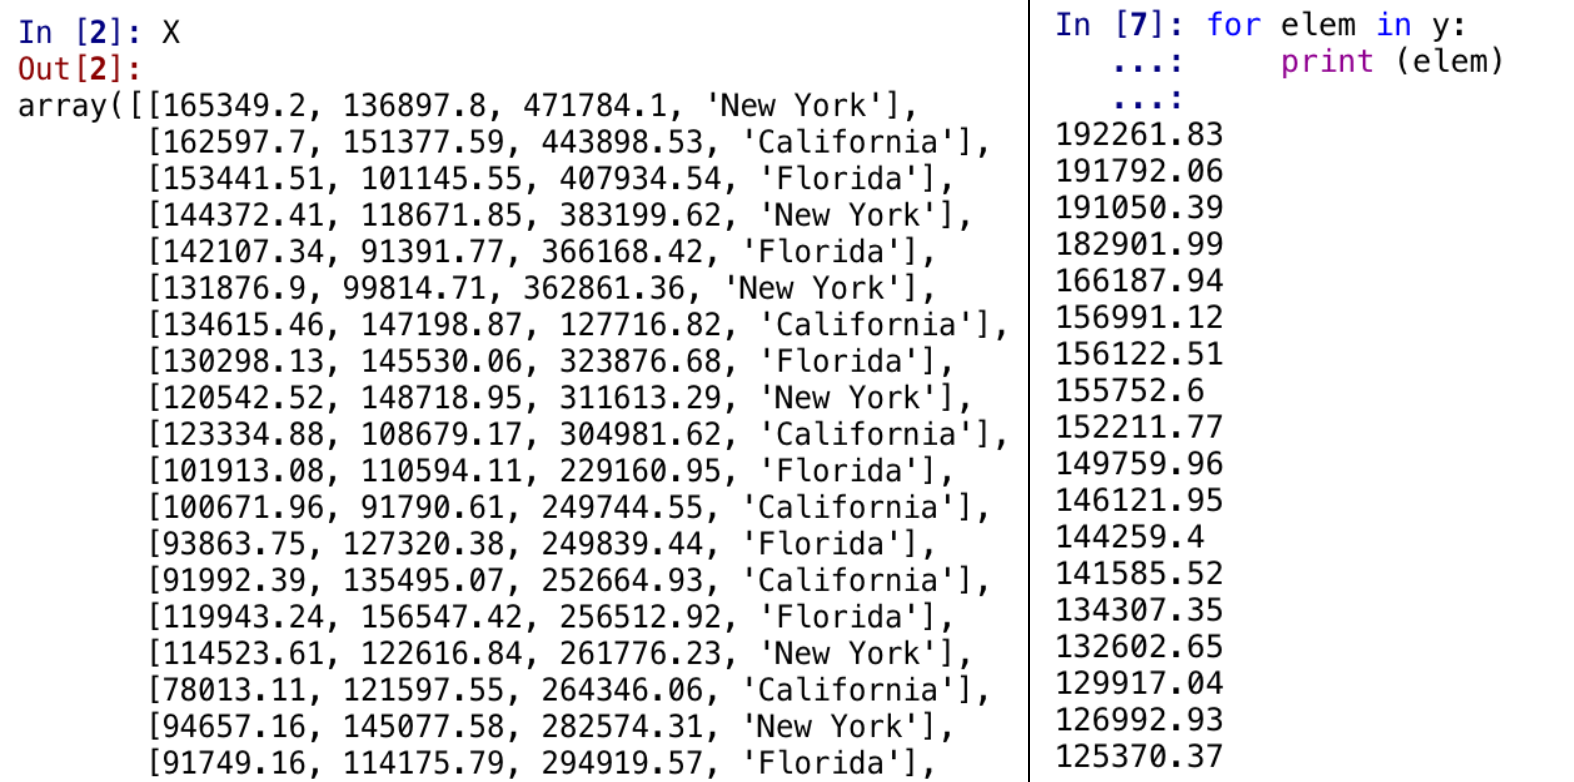 In [2]: X
Out[2]:
array([[165349.2, 136897.8, 471784.1, 'New York'],
[162597.7, 151377.59, 443898.53, 'California'],
[153441.51, 101145.55, 407934.54, 'Florida'],
[144372.41, 118671.85, 383199.62, 'New York'],
[142107.34, 91391.77, 366168.42, 'Florida'],
[131876.9, 99814.71, 362861.36, 'New York'],
[134615.46, 147198.87, 127716.82, 'California'],
[130298.13, 145530.06, 323876.68, 'Florida'],
[120542.52, 148718.95, 311613.29, 'New York'],
[123334.88, 108679.17, 304981.62, 'California'],
[101913.08, 110594.11, 229160.95, 'Florida'],
[100671.96, 91790.61, 249744.55, 'California'],
[93863.75, 127320.38, 249839.44, 'Florida'],
[91992.39, 135495.07, 252664.93, 'California'],
[119943.24, 156547.42, 256512.92, 'Florida'],
[114523.61, 122616.84, 261776.23, 'New York'],
[78013.11, 121597.55, 264346.06, 'California'],
[94657.16, 145077.58, 282574.31, 'New York'],
[91749.16, 114175.79, 294919.57, 'Florida'],
In [7]: for elem in y:
...:     print (elem)
...:
192261.83
191792.06
191050.39
182901.99
166187.94
156991.12
156122.51
155752.6
152211.77
149759.96
146121.95
144259.4
141585.52
134307.35
132602.65
129917.04
126992.93
125370.37